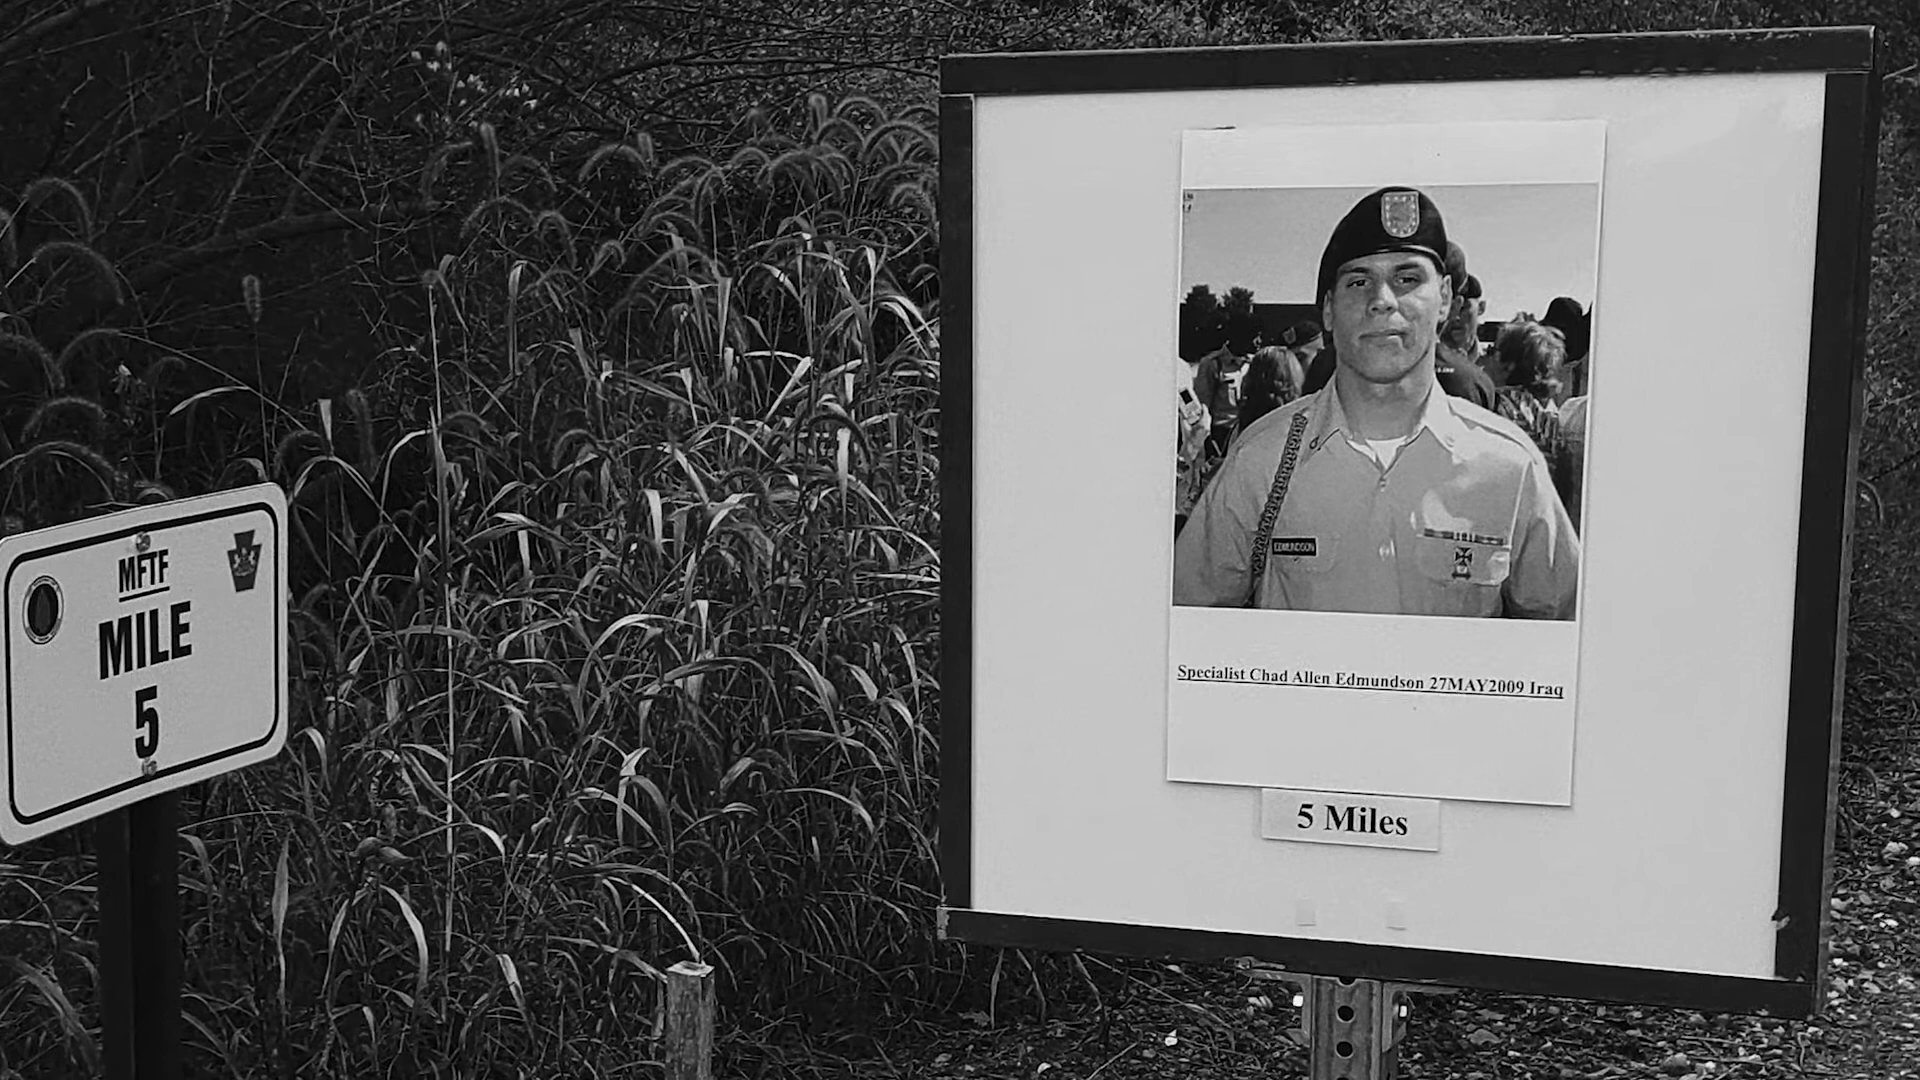 MFTF
MILE
5
EDMUNDSON
Specialist Chad Allen Edmundson 27MAY2009 Iraq
5 Miles